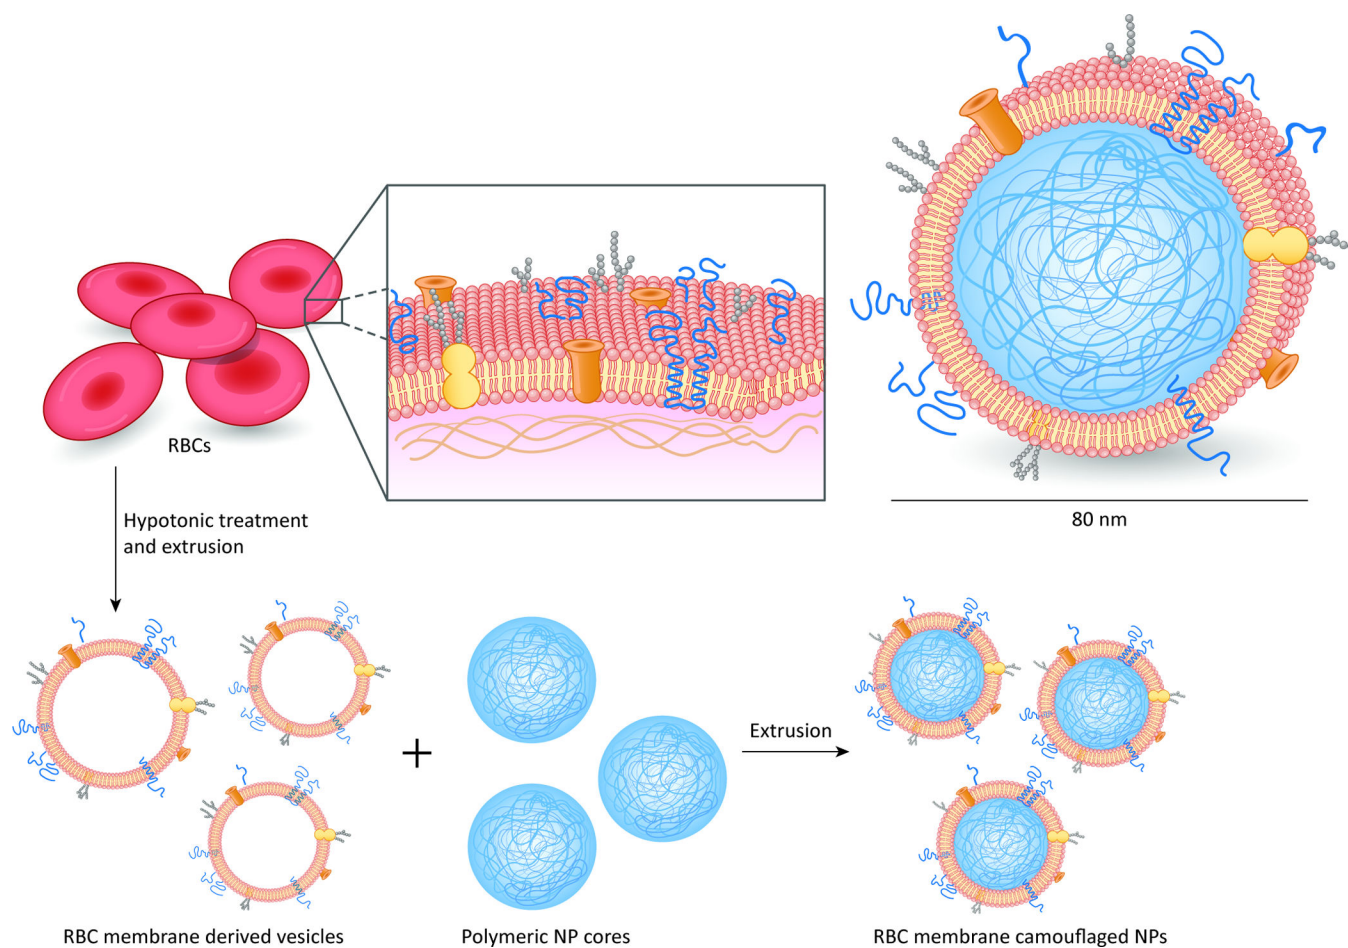 RBCs
Hypotonic treatment
and extrusion
80 nm
Extrusion
RBC membrane derived vesicles
Polymeric NP cores
RBC membrane camouflaged NPs